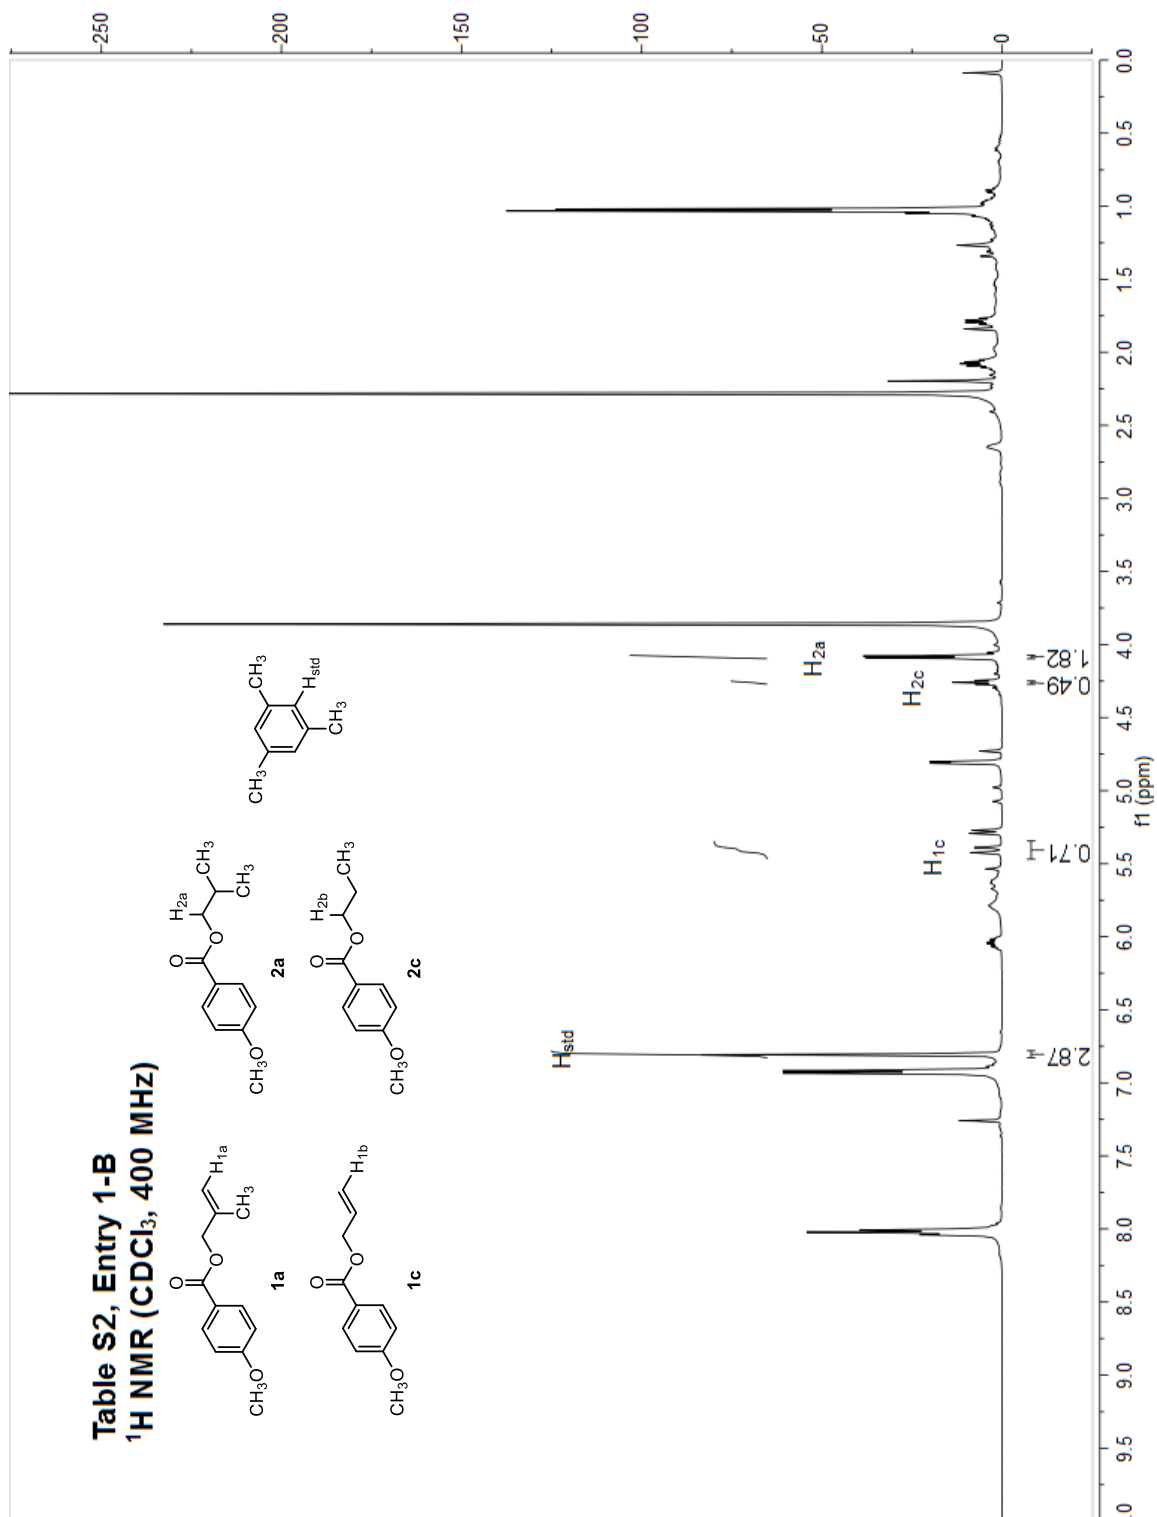 Table S2, Entry 1-B
¹H NMR (CDCl₃, 400 MHz)
O
O
CH₃O
H₁ₐ
CH₃
1a
O
O
CH₃O
H₂ₐ
CH₃
CH₃
2a
CH₃
CH₃
CH₃
Hstd
O
O
CH₃O
H1b
1c
O
O
CH₃O
H2b
CH₃
2c
Hstd
H1c
H2c
H2a
2.87
0.71
0.49
1.82
250
200
150
100
50
0
.0 9.5 9.0 8.5 8.0 7.5 7.0 6.5 6.0 5.5 5.0 4.5 4.0 3.5 3.0 2.5 2.0 1.5 1.0 0.5 0.0
f1 (ppm)